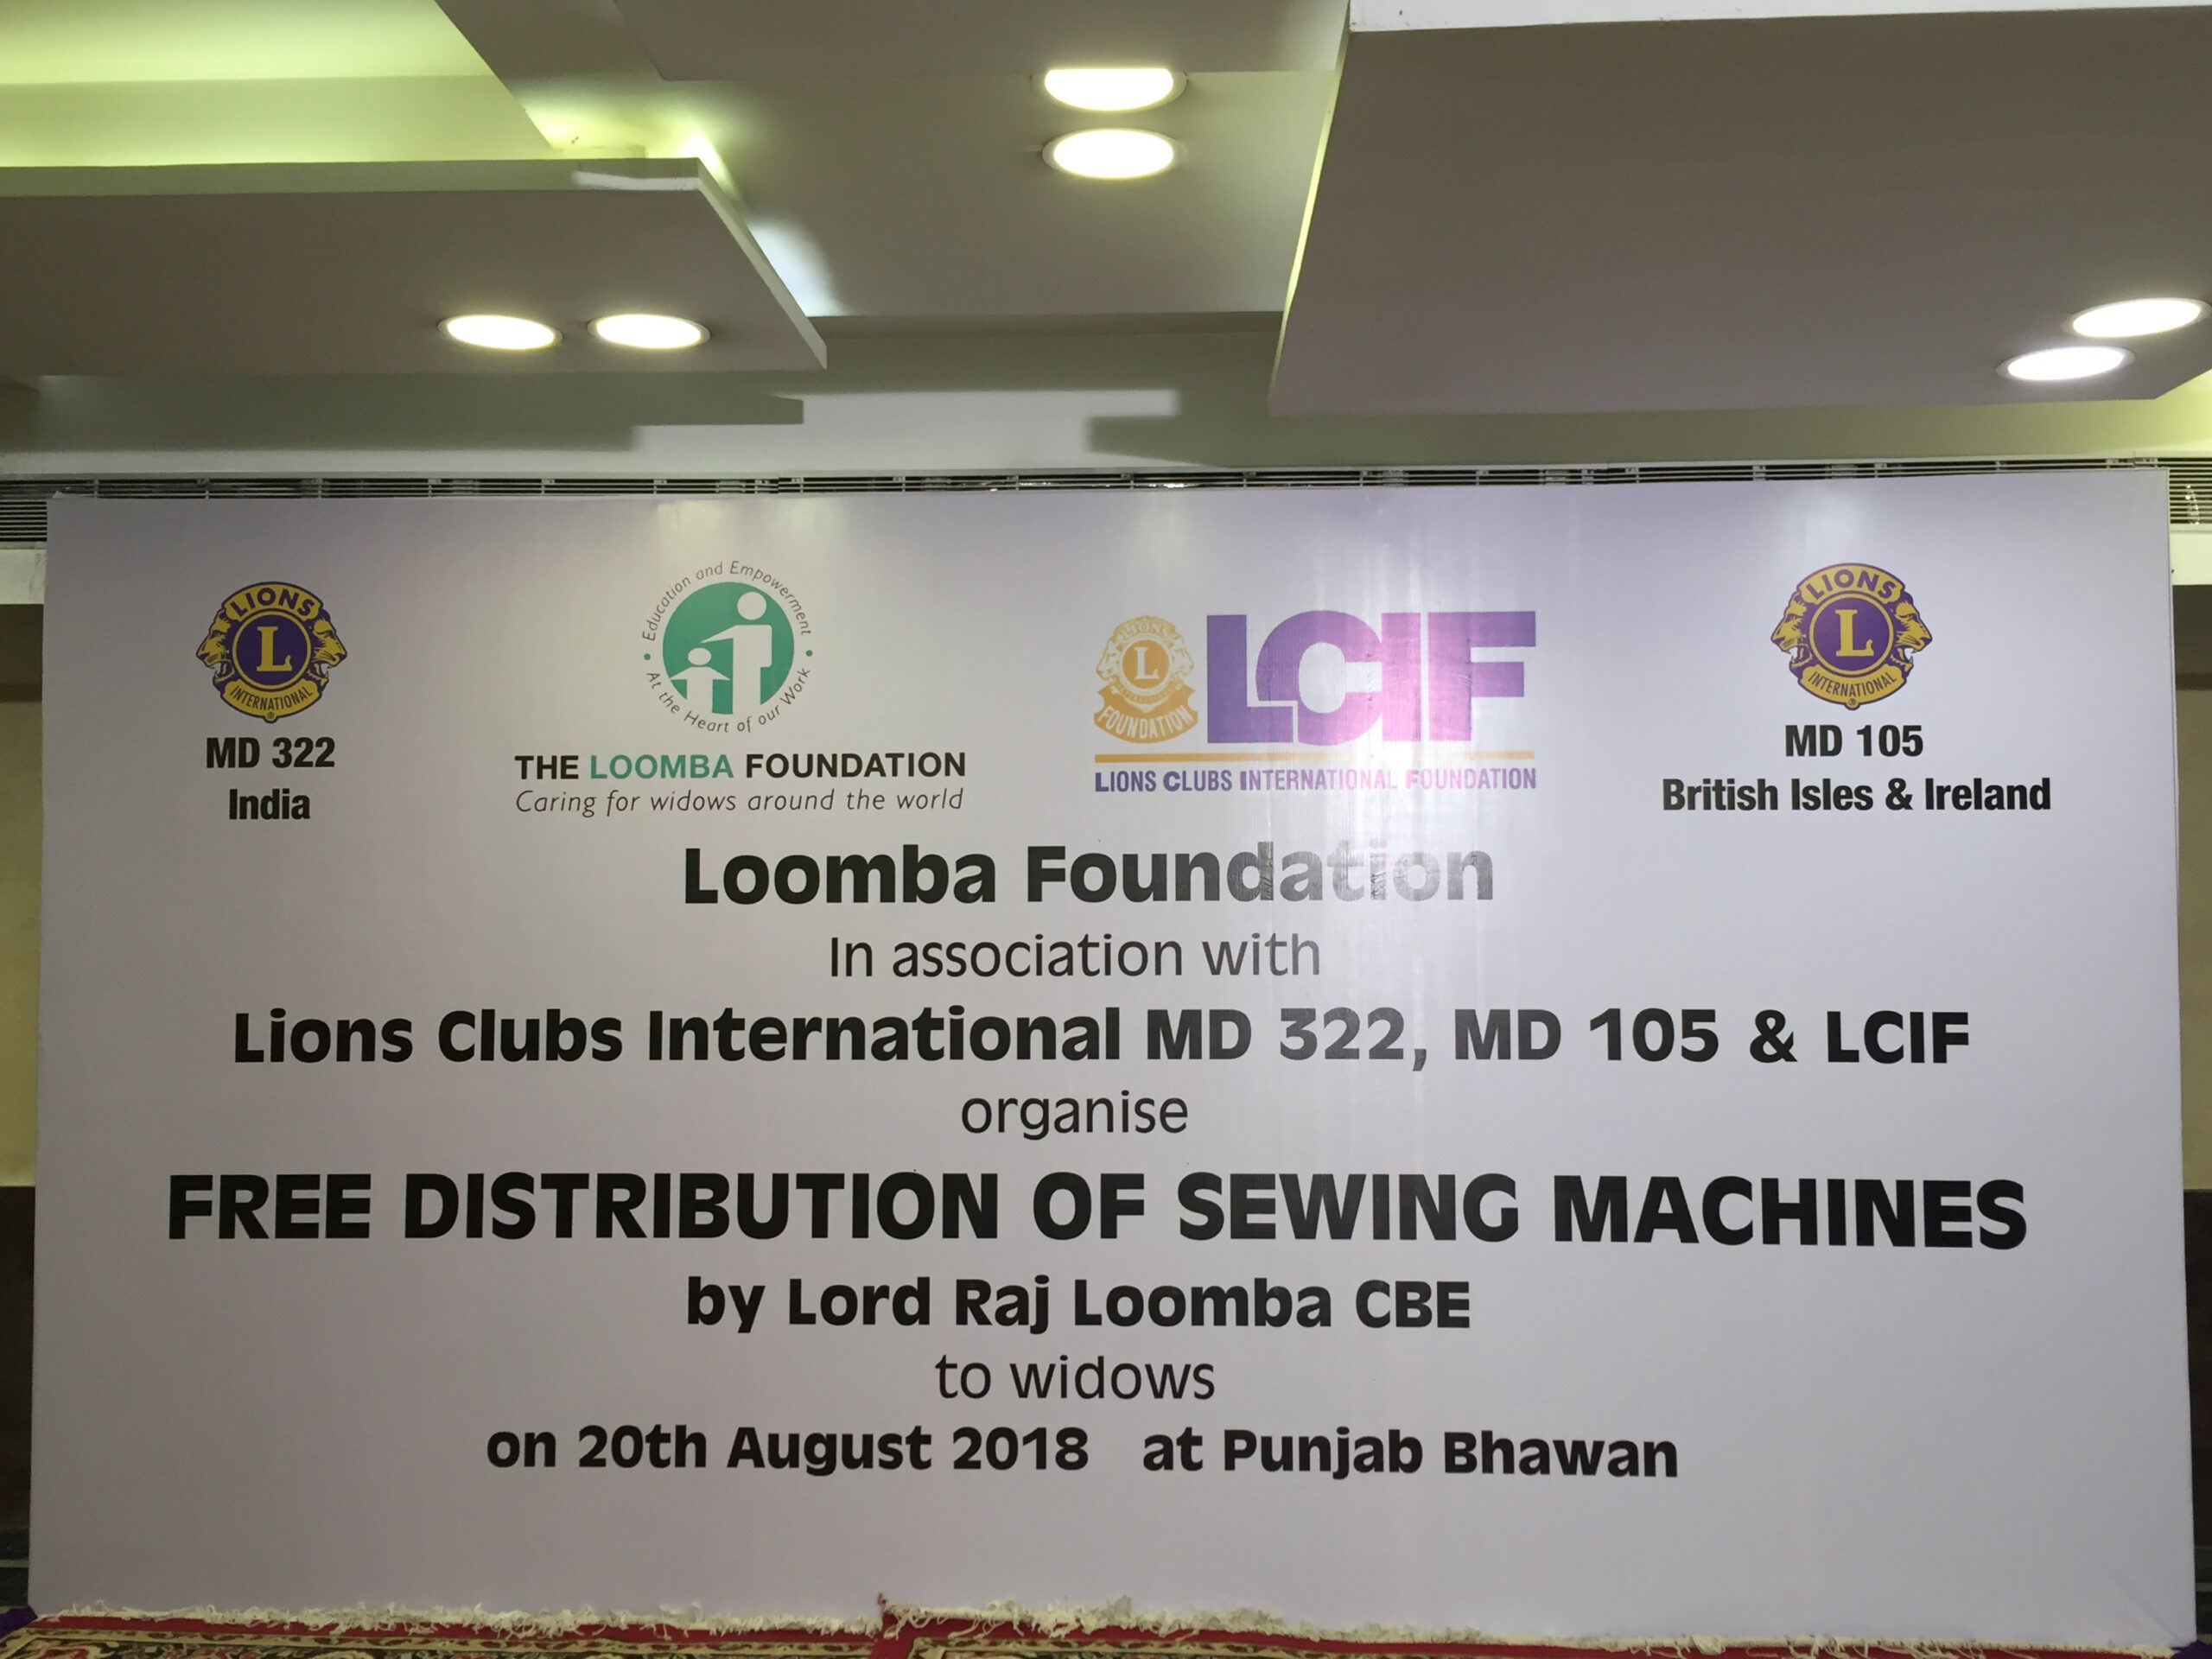 LIONS
L
INTERNATIONAL
®
MD 322
India
Education and Empowerment
At the Heart of our Work
THE LOOMBA FOUNDATION
Caring for widows around the world
LIONS
L
FOUNDATION
LCIF
LIONS CLUBS INTERNATIONAL FOUNDATION
LIONS
L
INTERNATIONAL
®
MD 105
British Isles & Ireland
Loomba Foundation
In association with
Lions Clubs International MD 322, MD 105 & LCIF
organise
FREE DISTRIBUTION OF SEWING MACHINES
by Lord Raj Loomba CBE
to widows
on 20th August 2018 at Punjab Bhawan